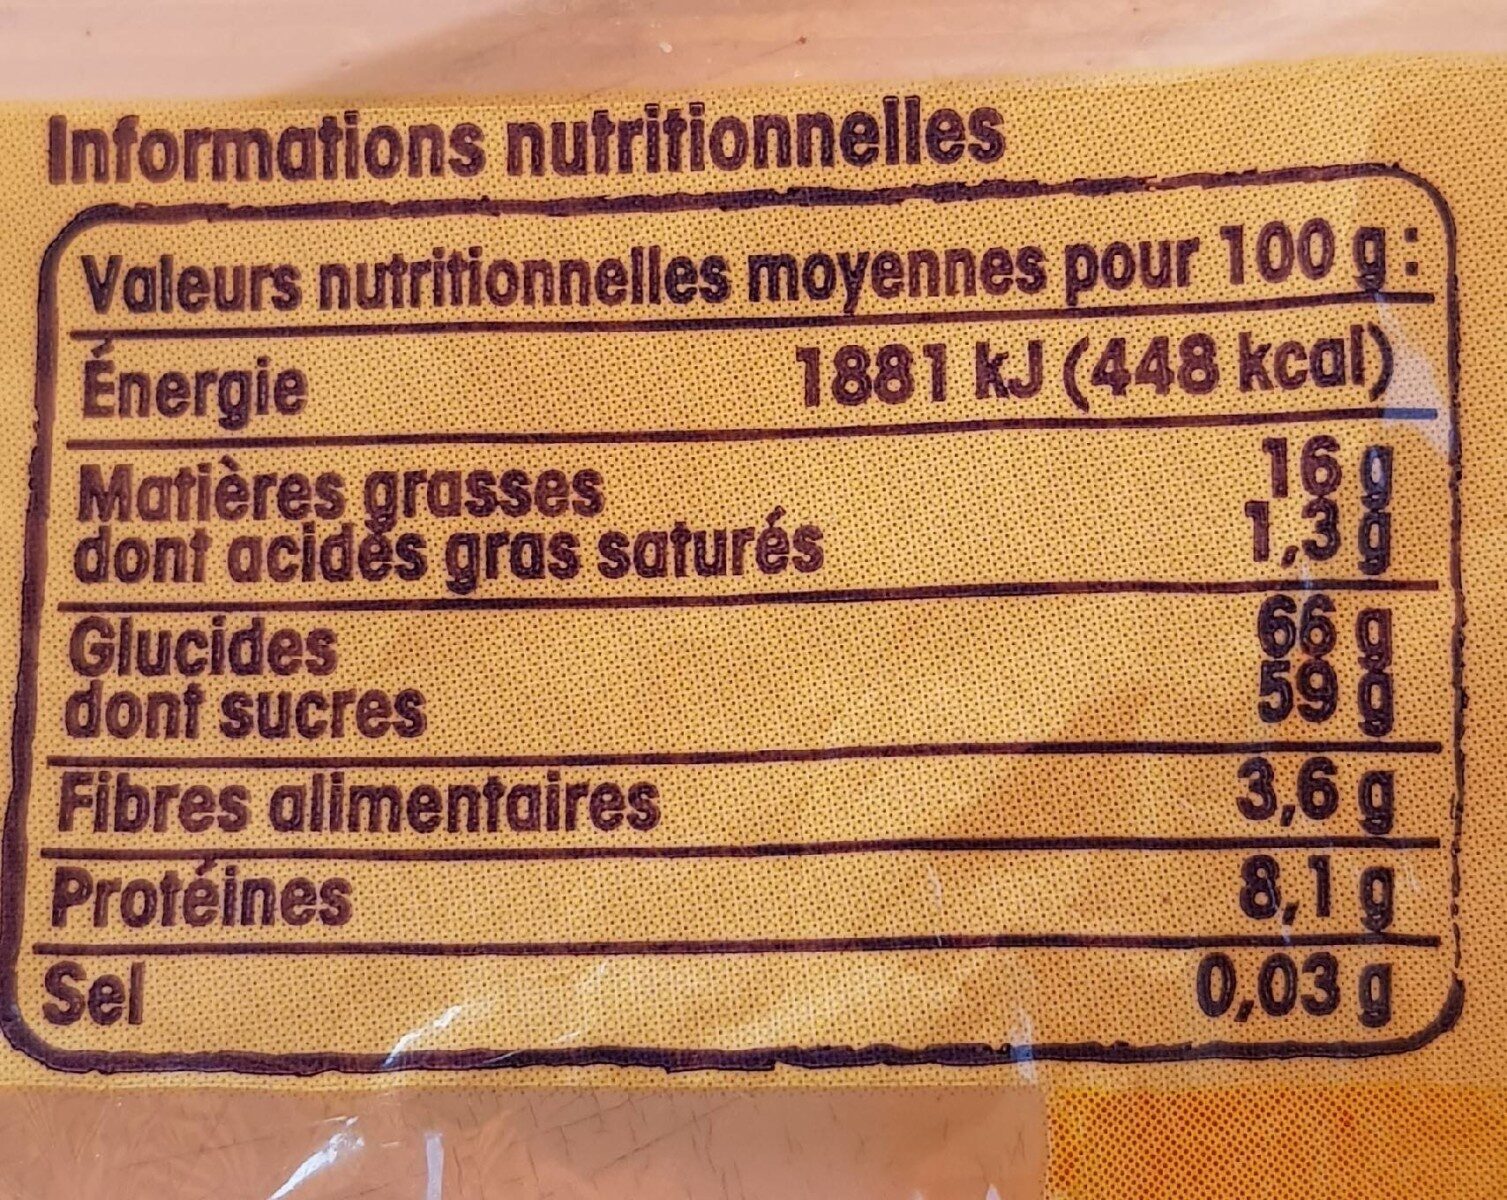 Informations nutritionnelles
Valeurs nutritionnelles moyennes pour 100 g :
Énergie 1881 kJ (448 kcal)
Matières grasses 16 g
dont acides gras saturés 1,3 g
Glucides 66 g
dont sucres 59 g
Fibres alimentaires 3,6 g
Protéines 8,1 g
Sel 0,03 g